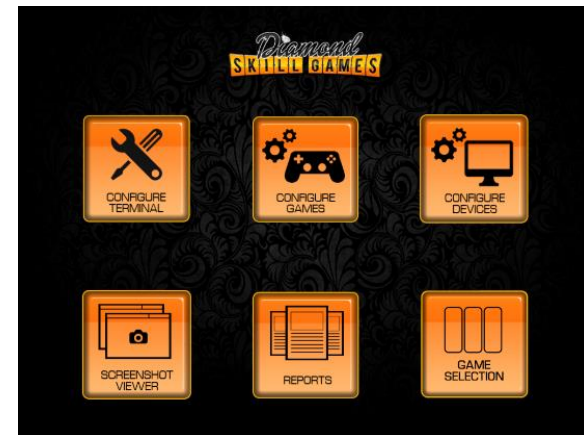 Diamond
SKILL GAMES
CONFIGURE
TERMINAL
CONFIGURE
GAMES
CONFIGURE
DEVICES
SCREENSHOT
VIEWER
REPORTS
GAME
SELECTION